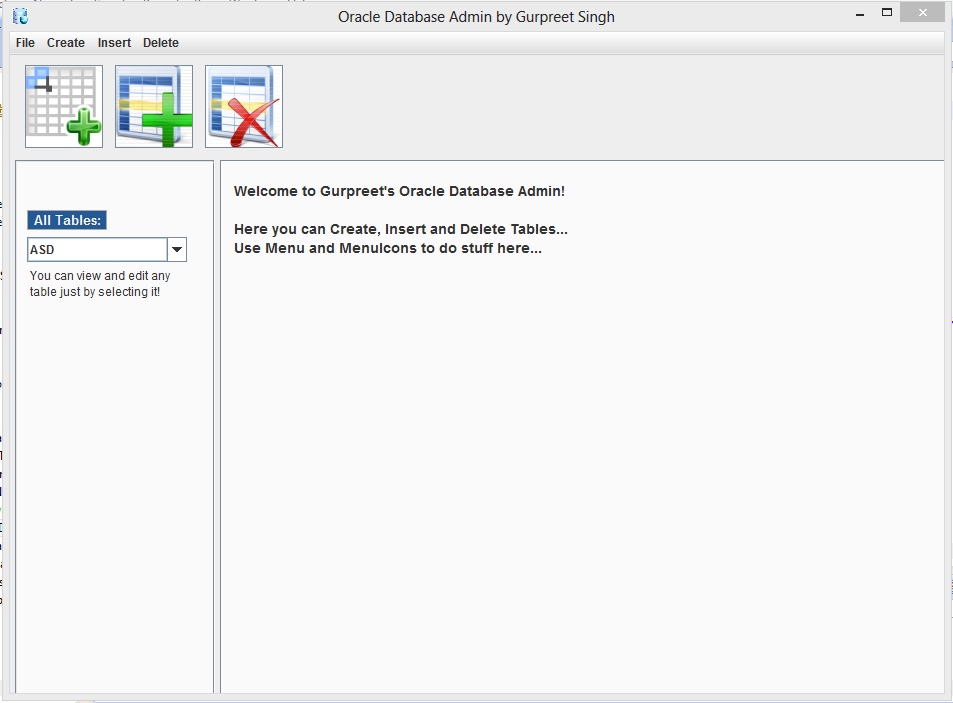 Oracle Database Admin by Gurpreet Singh
File Create Insert Delete
All Tables:
ASD
You can view and edit any
table just by selecting it!
Welcome to Gurpreet's Oracle Database Admin!
Here you can Create, Insert and Delete Tables...
Use Menu and MenuIcons to do stuff here...